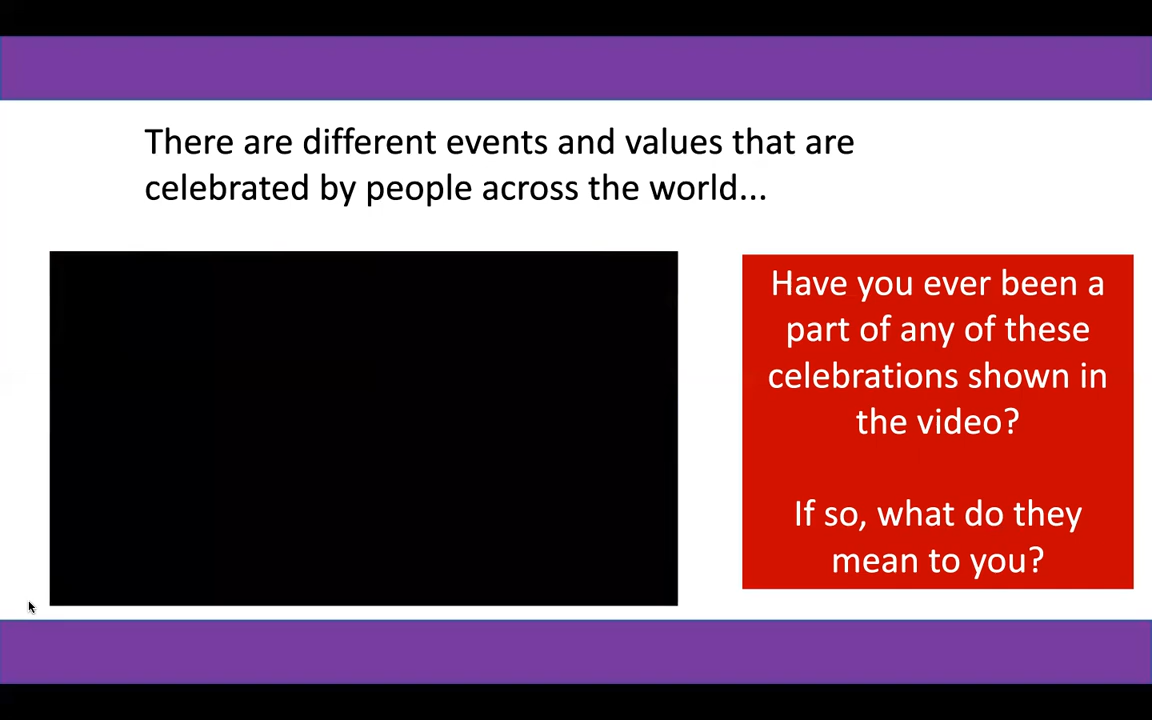 There are different events and values that are
celebrated by people across the world...
Have you ever been a
part of any of these
celebrations shown in
the video?
If so, what do they
mean to you?